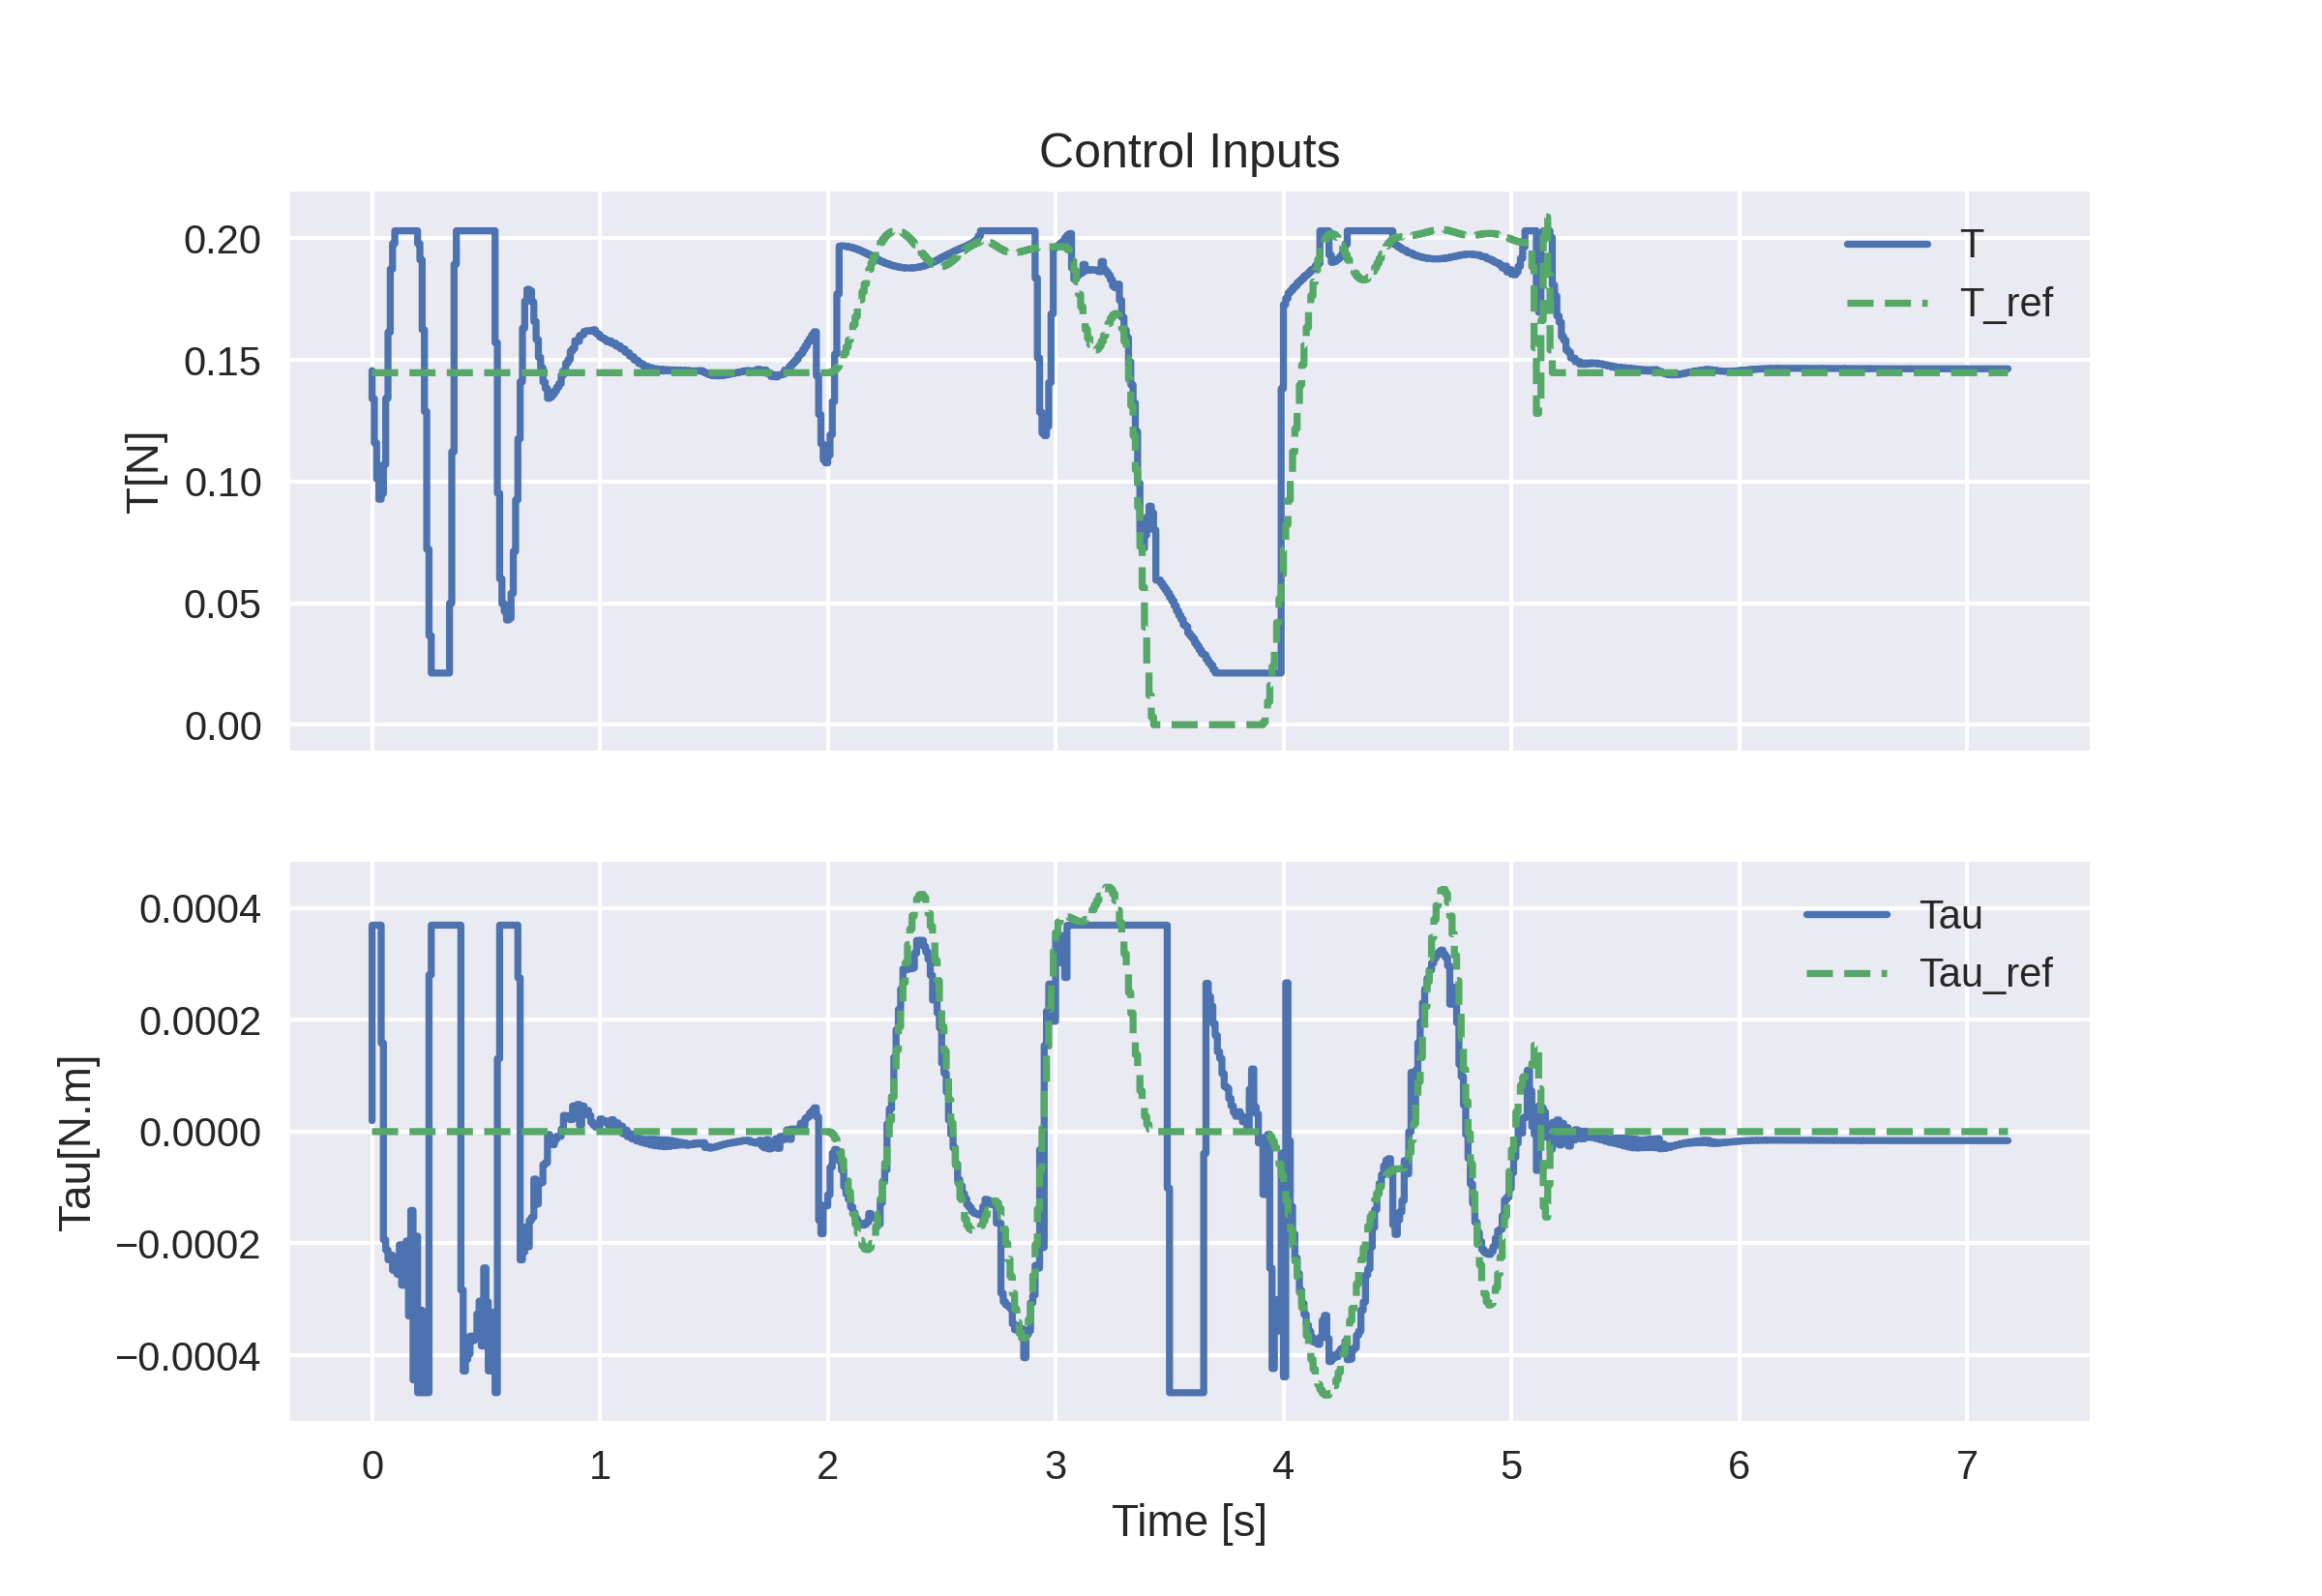 Control Inputs
T[N]
0.20
0.15
0.10
0.05
0.00
T
T_ref
Tau[N.m]
0.0004
0.0002
0.0000
−0.0002
−0.0004
Tau
Tau_ref
0 1 2 3 4 5 6 7
Time [s]